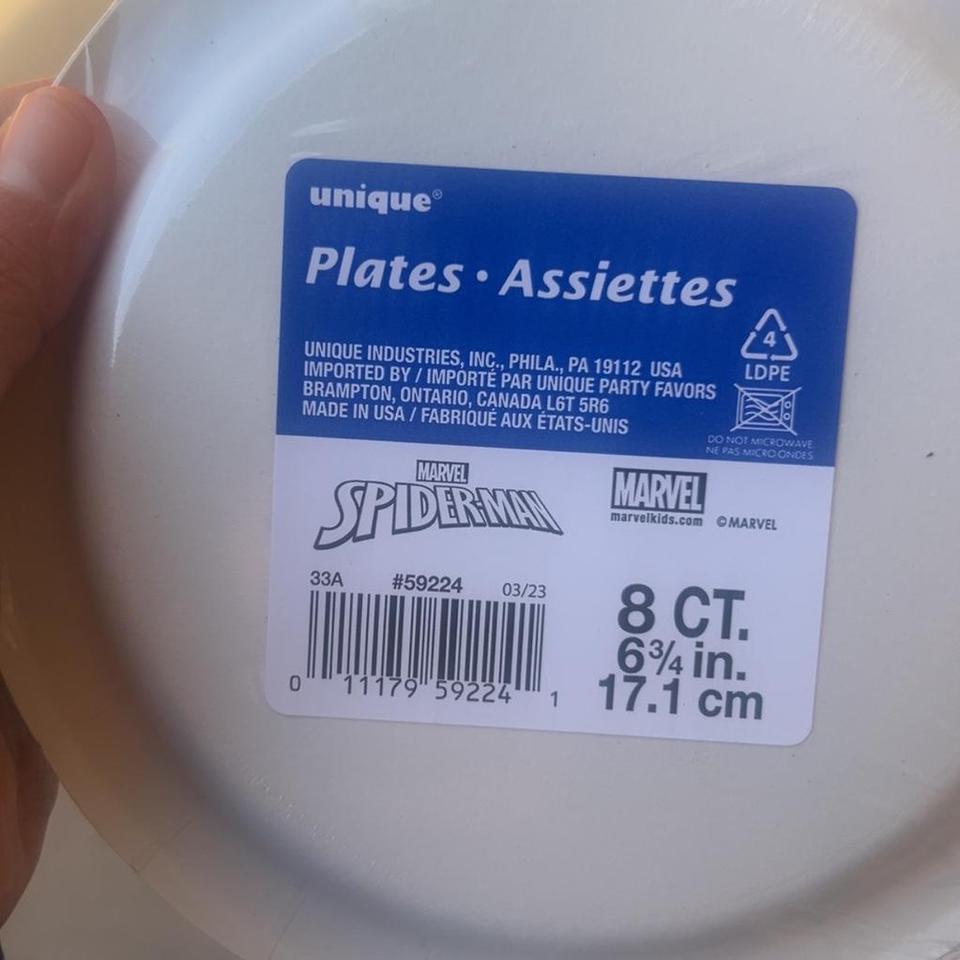 unique®
Plates • Assiettes
UNIQUE INDUSTRIES, INC., PHILA., PA 19112 USA
IMPORTED BY / IMPORTÉ PAR UNIQUE PARTY FAVORS
BRAMPTON, ONTARIO, CANADA L6T 5R6
MADE IN USA / FABRIQUÉ AUX ÉTATS-UNIS
4
LDPE
DO NOT MICROWAVE
NE PAS MICRO ONDES
MARVEL
SPIDER-MAN
MARVEL
marvelkids.com © MARVEL
33A #59224 03/23
0 11179 59224 1
8 CT.
6¾ in.
17.1 cm